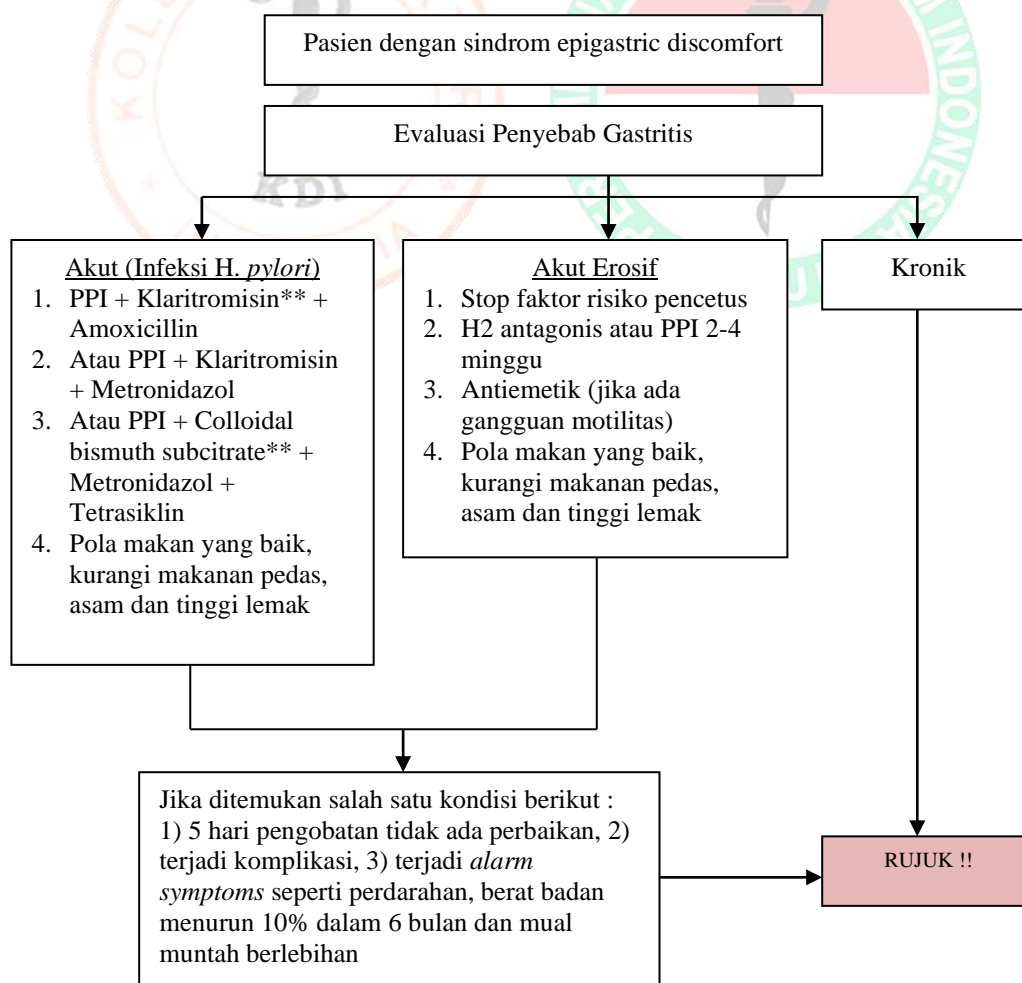 Pasien dengan sindrom epigastric discomfort
Evaluasi Penyebab Gastritis
Akut (Infeksi H. pylori)
1. PPI + Klaritromisin** +
Amoxicillin
2. Atau PPI + Klaritromisin
+ Metronidazol
3. Atau PPI + Colloidal
bismuth subcitrate** +
Metronidazol +
Tetrasiklin
4. Pola makan yang baik,
kurangi makanan pedas,
asam dan tinggi lemak
Akut Erosif
1. Stop faktor risiko pencetus
2. H2 antagonis atau PPI 2-4
minggu
3. Antiemetik (jika ada
gangguan motilitas)
4. Pola makan yang baik,
kurangi makanan pedas,
asam dan tinggi lemak
Kronik
Jika ditemukan salah satu kondisi berikut :
1) 5 hari pengobatan tidak ada perbaikan, 2)
terjadi komplikasi, 3) terjadi alarm
symptoms seperti perdarahan, berat badan
menurun 10% dalam 6 bulan dan mual
muntah berlebihan
RUJUK !!
KDI
INDONESIA